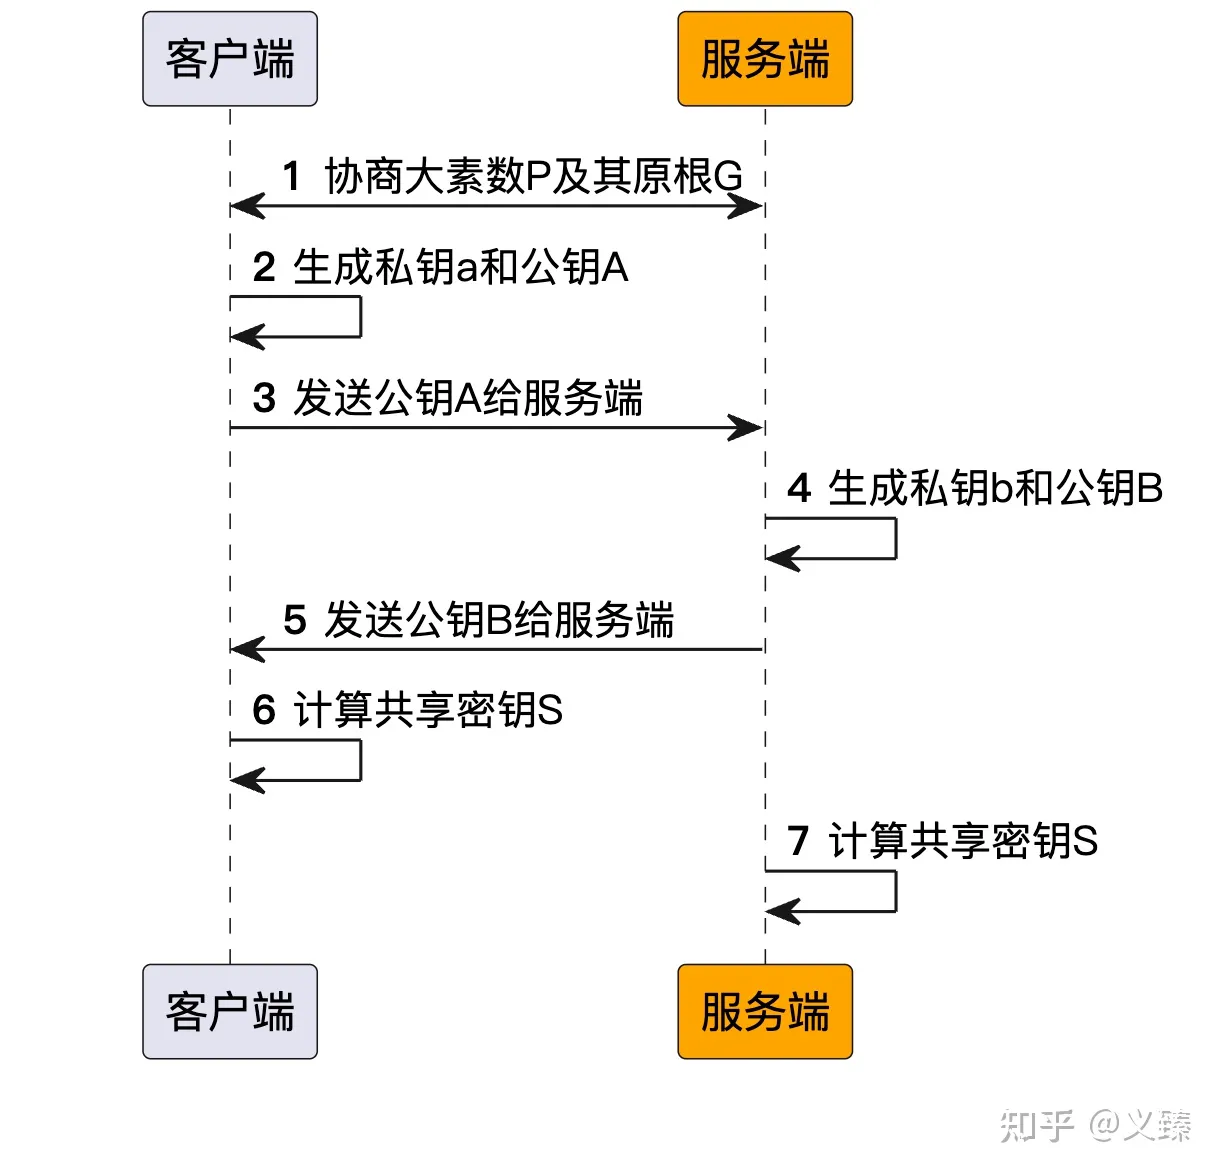 客户端 服务端
1 协商大素数P及其原根G
2 生成私钥a和公钥A
3 发送公钥A给服务端
4 生成私钥b和公钥B
5 发送公钥B给服务端
6 计算共享密钥S
7 计算共享密钥S
客户端 服务端
知乎 @义臻